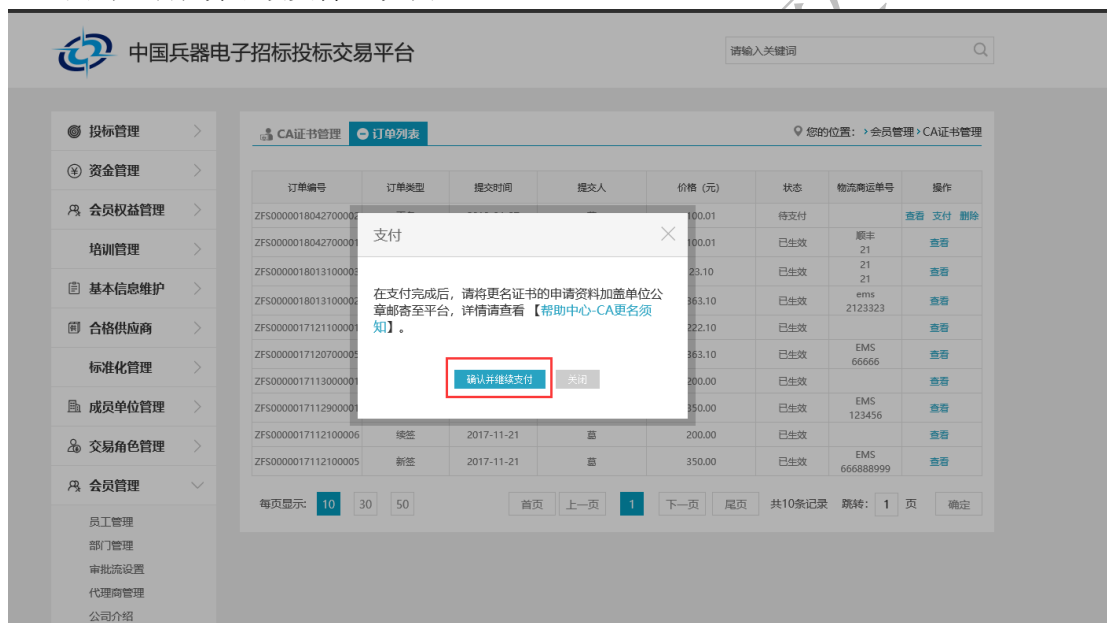 中国兵器电子招标投标交易平台
请输入关键词
投标管理
资金管理
会员权益管理
培训管理
基本信息维护
合格供应商
标准化管理
成员单位管理
交易角色管理
会员管理
员工管理
部门管理
审批流设置
代理商管理
公司介绍
CA证书管理 订单列表
您的位置：›会员管理›CA证书管理
订单编号 订单类型 提交时间 提交人 价格（元） 状态 物流商运单号 操作
ZFS0000018042700002 100.01 待支付 查看 支付 删除
ZFS0000018042700001 100.01 已生效 顺丰 21 查看
ZFS0000018013100003 23.10 已生效 21 21 查看
ZFS0000018013100002 363.10 已生效 ems 2123323 查看
ZFS0000017121100001 222.10 已生效 查看
ZFS0000017120700005 363.10 已生效 EMS 66666 查看
ZFS0000017113000001 200.00 已生效 查看
ZFS0000017112900001 350.00 已生效 EMS 123456 查看
ZFS0000017112100006 续签 2017-11-21 200.00 已生效 查看
ZFS0000017112100005 新签 2017-11-21 350.00 已生效 EMS 666888999 查看
支付
在支付完成后，请将更名证书的申请资料加盖单位公
章邮寄至平台，详情请查看【帮助中心-CA更名须
知】。
确认并继续支付 关闭
每页显示: 10 30 50 首页 上一页 1 下一页 尾页 共10条记录 跳转： 1 页 确定